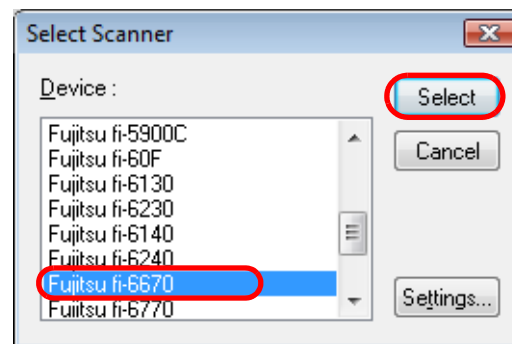 Select Scanner
Device :
Select
Fujitsu fi-5900C
Fujitsu fi-60F
Cancel
Fujitsu fi-6130
Fujitsu fi-6230
Fujitsu fi-6140
Fujitsu fi-6240
Fujitsu fi-6670
Fujitsu fi-6770
Settings...